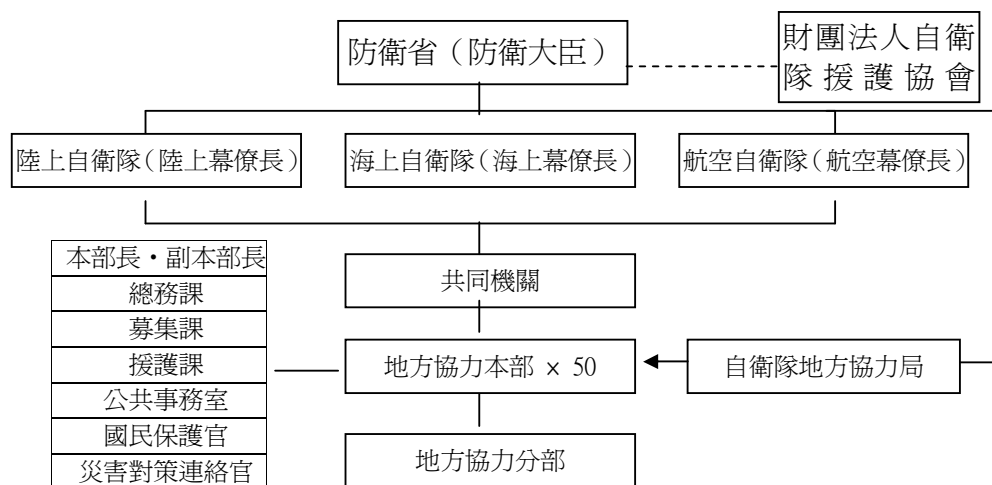 防衛省（防衛大臣）
財團法人自衛
隊援護協會
陸上自衛隊（陸上幕僚長）
海上自衛隊（海上幕僚長）
航空自衛隊（航空幕僚長）
共同機關
本部長・副本部長
總務課
募集課
援護課
公共事務室
國民保護官
災害對策連絡官
地方協力本部 × 50
自衛隊地方協力局
地方協力分部